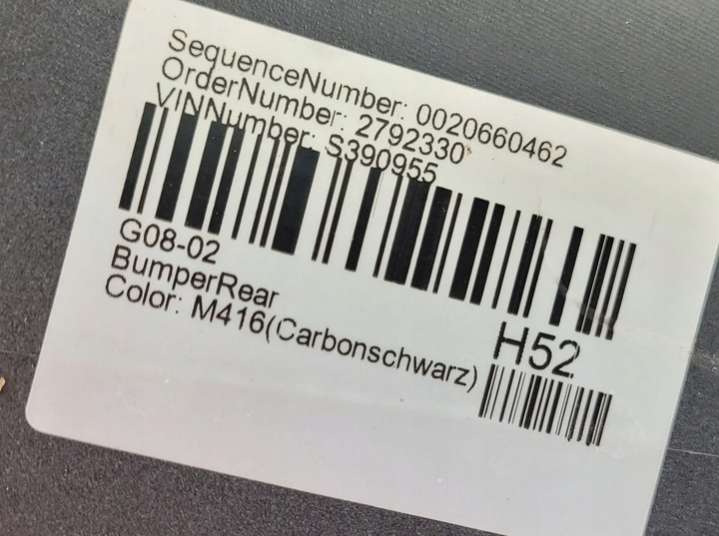 SequenceNumber: 0020660462
OrderNumber: 2792330
VINNumber: S390955
G08-02
BumperRear
Color: M416(Carbonschwarz)
H52